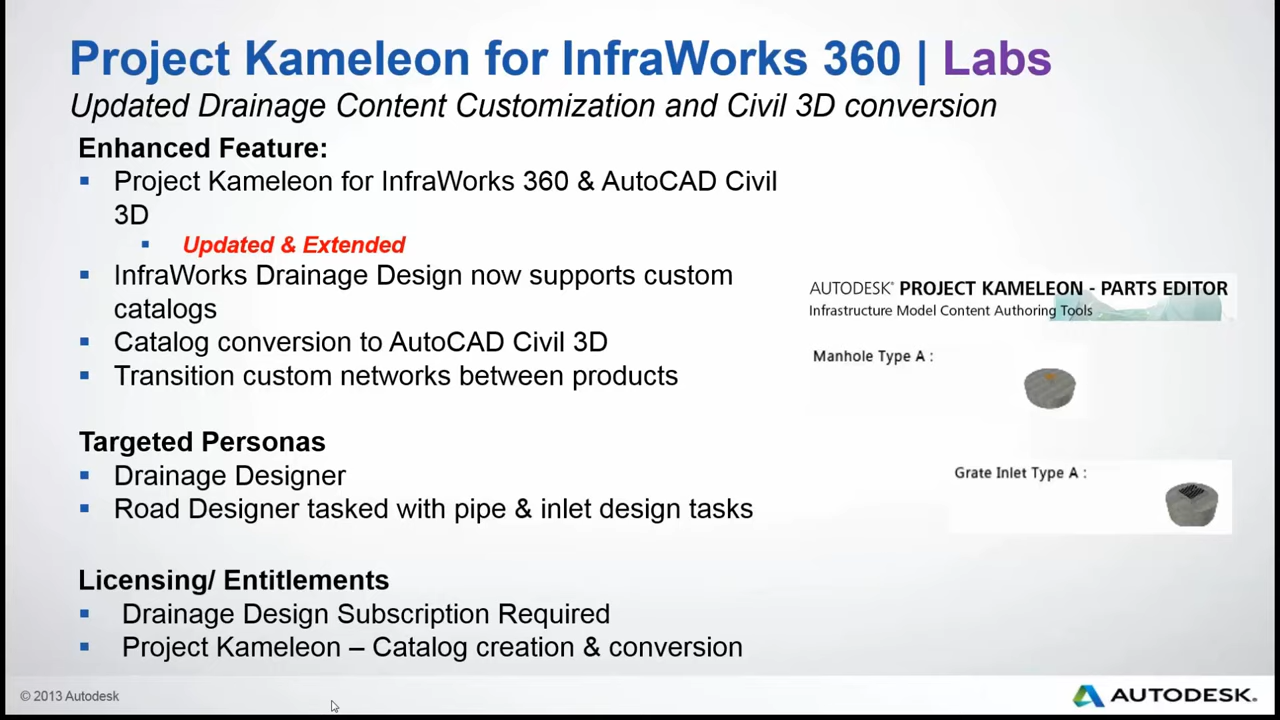 Project Kameleon for InfraWorks 360 | Labs
Updated Drainage Content Customization and Civil 3D conversion
Enhanced Feature:
▪ Project Kameleon for InfraWorks 360 & AutoCAD Civil
3D
▪ Updated & Extended
▪ InfraWorks Drainage Design now supports custom
catalogs
▪ Catalog conversion to AutoCAD Civil 3D
▪ Transition custom networks between products
Targeted Personas
▪ Drainage Designer
▪ Road Designer tasked with pipe & inlet design tasks
Licensing/ Entitlements
▪ Drainage Design Subscription Required
▪ Project Kameleon – Catalog creation & conversion
AUTODESK® PROJECT KAMELEON - PARTS EDITOR
Infrastructure Model Content Authoring Tools
Manhole Type A :
Grate Inlet Type A :
© 2013 Autodesk
AUTODESK.